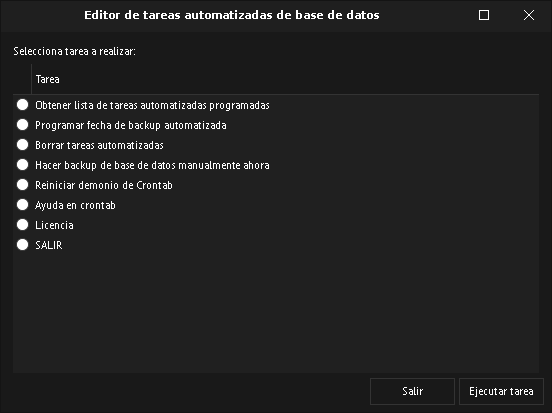 Editor de tareas automatizadas de base de datos
Selecciona tarea a realizar:
Tarea
Obtener lista de tareas automatizadas programadas
Programar fecha de backup automatizada
Borrar tareas automatizadas
Hacer backup de base de datos manualmente ahora
Reiniciar demonio de Crontab
Ayuda en crontab
Licencia
SALIR
Salir
Ejecutar tarea